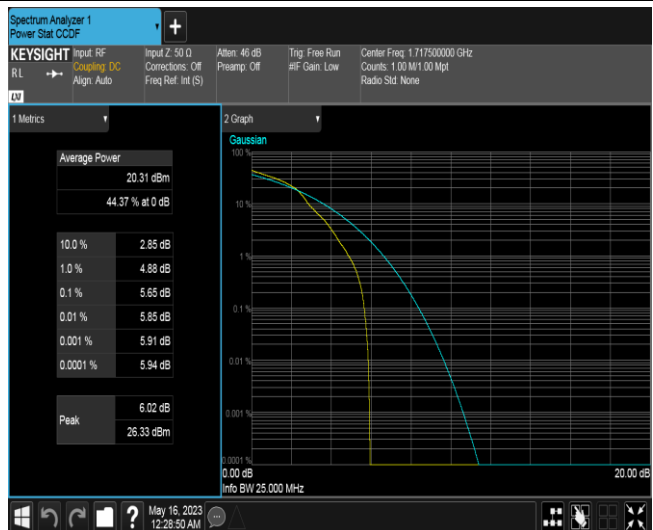 Spectrum Analyzer 1
Power Stat CCDF
+
KEYSIGHT
RL
LXI
Input: RF
Coupling: DC
Align: Auto
Input Z: 50 Ω
Corrections: Off
Freq Ref: Int (S)
Atten: 46 dB
Preamp: Off
Trig: Free Run
#IF Gain: Low
Center Freq: 1.717500000 GHz
Counts: 1.00 M/1.00 Mpt
Radio Std: None
1 Metrics
Average Power
20.31 dBm
44.37 % at 0 dB
10.0 % 2.85 dB
1.0 % 4.88 dB
0.1 % 5.65 dB
0.01 % 5.85 dB
0.001 % 5.91 dB
0.0001 % 5.94 dB
Peak
6.02 dB
26.33 dBm
2 Graph
Gaussian
100 %
10 %
1 %
0.1 %
0.01 %
0.001 %
0.0001 %
0.00 dB 20.00 dB
Info BW 25.000 MHz
?
May 16, 2023
12:28:50 AM